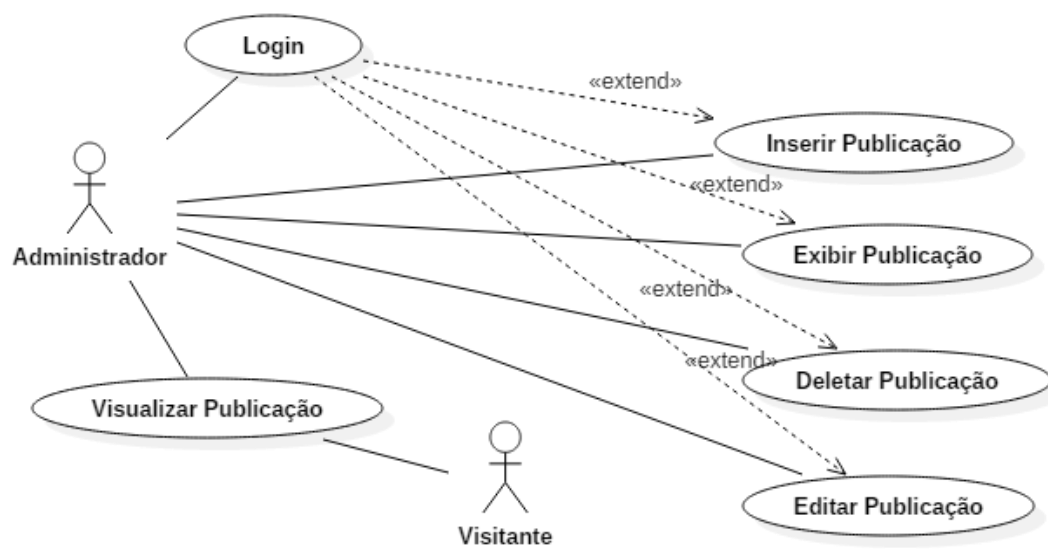 Login
«extend»
Inserir Publicação
«extend»
Administrador
Exibir Publicação
«extend»
«extend»
Deletar Publicação
Visualizar Publicação
Editar Publicação
Visitante